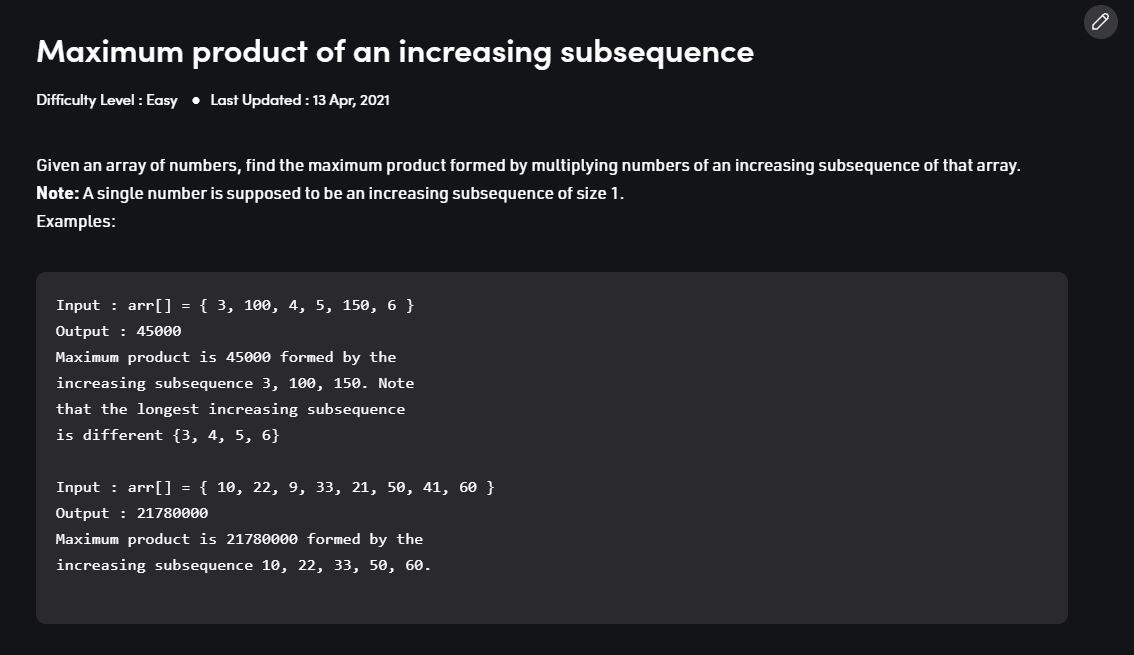 Maximum product of an increasing subsequence
Difficulty Level : Easy ● Last Updated : 13 Apr, 2021
Given an array of numbers, find the maximum product formed by multiplying numbers of an increasing subsequence of that array.
Note: A single number is supposed to be an increasing subsequence of size 1.
Examples:
Input : arr[] = { 3, 100, 4, 5, 150, 6 }
Output : 45000
Maximum product is 45000 formed by the
increasing subsequence 3, 100, 150. Note
that the longest increasing subsequence
is different {3, 4, 5, 6}
Input : arr[] = { 10, 22, 9, 33, 21, 50, 41, 60 }
Output : 21780000
Maximum product is 21780000 formed by the
increasing subsequence 10, 22, 33, 50, 60.